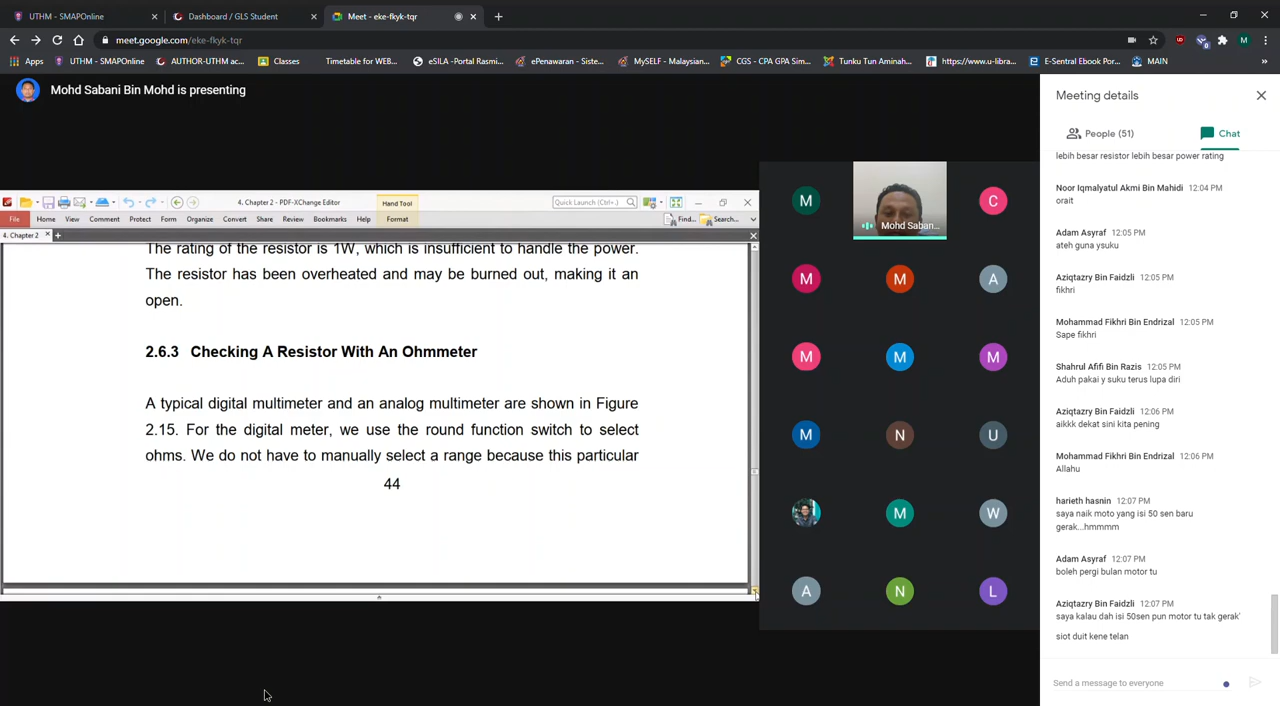 UTHM - SMAPOnline
Dashboard / GLS Student
Meet - eke-fkyk-tqr
meet.google.com/eke-fkyk-tqr
M
Apps
UTHM - SMAPOnline
AUTHOR-UTHM ac...
Classes
Timetable for WEB...
eSILA -Portal Rasmi...
ePenawaran - Siste...
MySELF - Malaysian...
CGS - CPA GPA Sim...
Tunku Tun Aminah...
https://www.u-libra...
E-Sentral Ebook Por...
MAIN
Mohd Sabani Bin Mohd is presenting
4. Chapter 2 - PDF-XChange Editor
Hand Tool
Quick Launch (Ctrl+.)
File
Home
View
Comment
Protect
Form
Organize
Convert
Share
Review
Bookmarks
Help
Format
Find...
Search...
4. Chapter 2
The rating of the resistor is 1W, which is insufficient to handle the power.
The resistor has been overheated and may be burned out, making it an
open.
2.6.3 Checking A Resistor With An Ohmmeter
A typical digital multimeter and an analog multimeter are shown in Figure
2.15. For the digital meter, we use the round function switch to select
ohms. We do not have to manually select a range because this particular
44
M
Mohd Saban...
C
M
M
A
M
M
M
M
N
U
M
W
A
N
L
Meeting details
People (51)
Chat
lebih besar resistor lebih besar power rating
Noor Iqmalyatul Akmi Bin Mahidi 12:04 PM
orait
Adam Asyraf 12:05 PM
ateh guna ysuku
Aziqtazry Bin Faidzli 12:05 PM
fikhri
Mohammad Fikhri Bin Endrizal 12:05 PM
Sape fikhri
Shahrul Afifi Bin Razis 12:05 PM
Aduh pakai y suku terus lupa diri
Aziqtazry Bin Faidzli 12:06 PM
aikkk dekat sini kita pening
Mohammad Fikhri Bin Endrizal 12:06 PM
Allahu
harieth hasnin 12:07 PM
saya naik moto yang isi 50 sen baru
gerak...hmmmm
Adam Asyraf 12:07 PM
boleh pergi bulan motor tu
Aziqtazry Bin Faidzli 12:07 PM
saya kalau dah isi 50sen pun motor tu tak gerak'
siot duit kene telan
Send a message to everyone